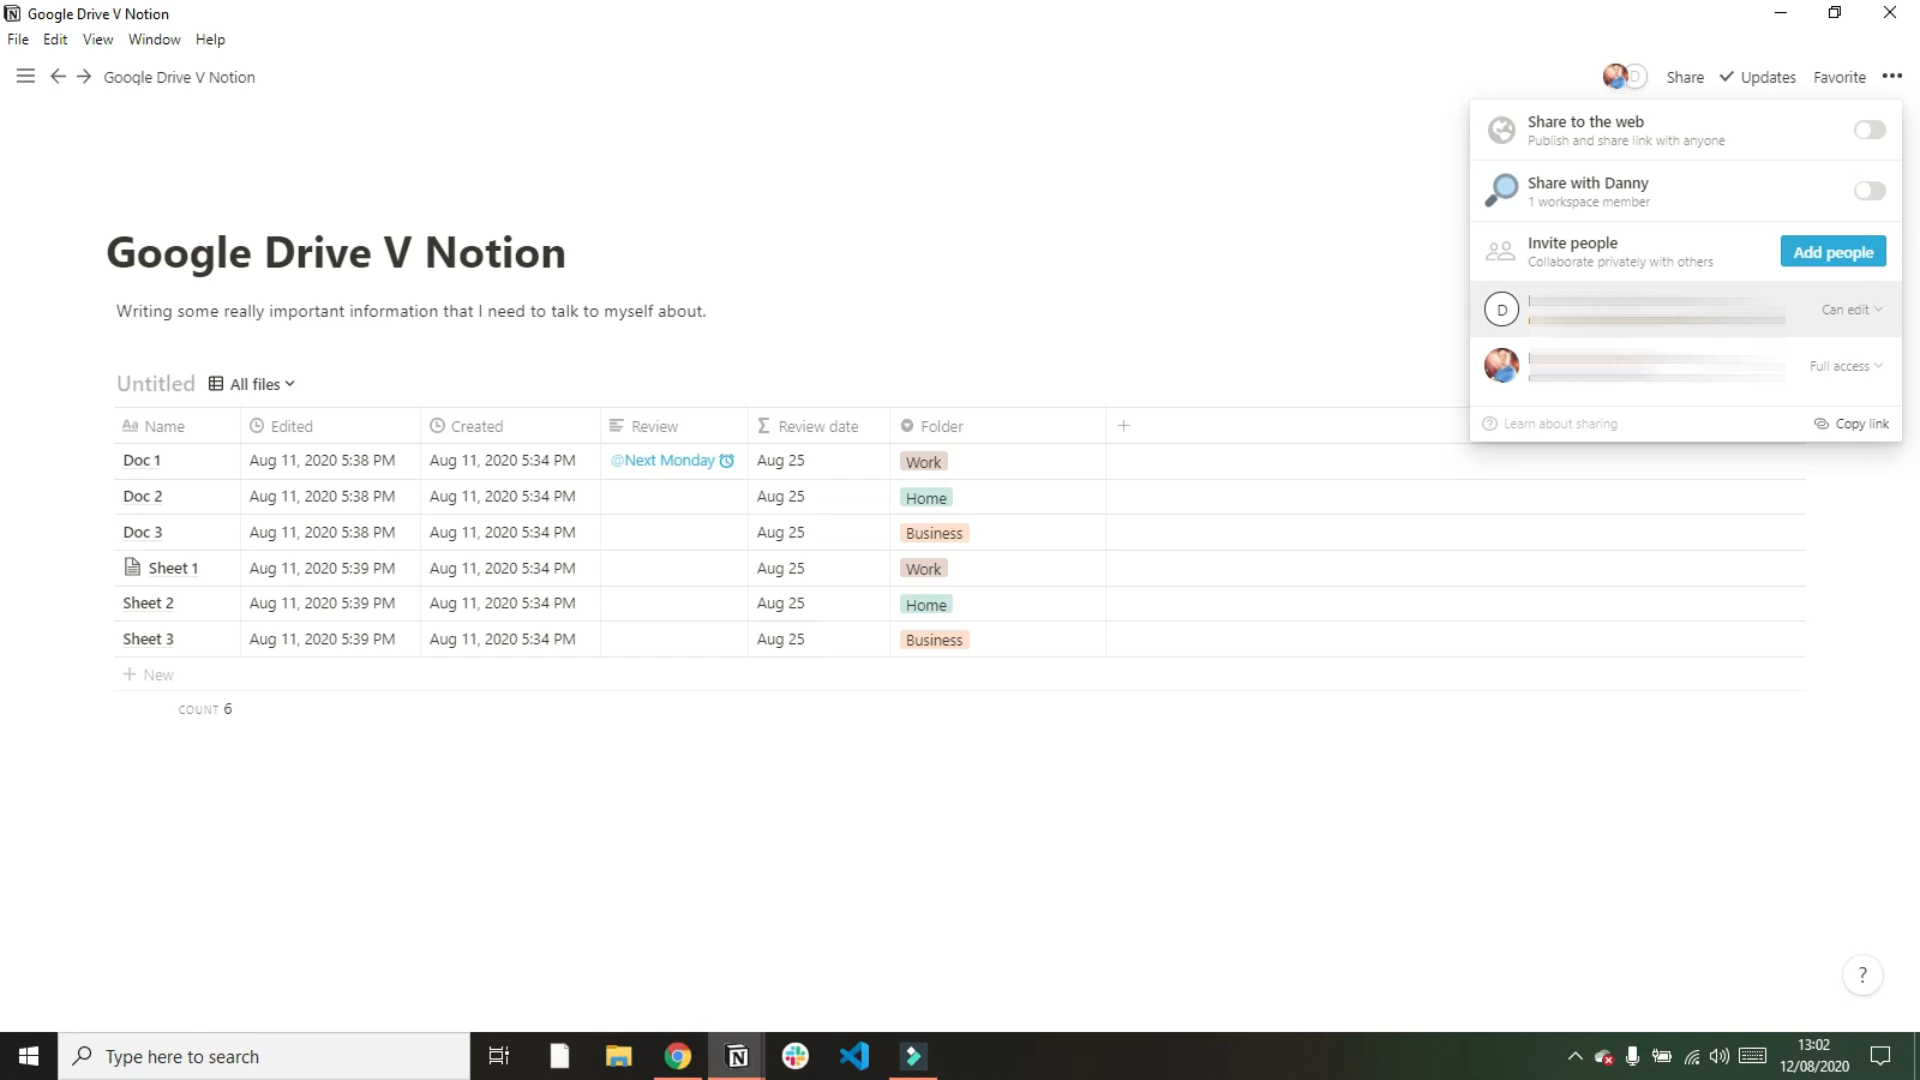 Google Drive V Notion
File Edit View Window Help
Google Drive V Notion
D Share Updates Favorite
Share to the web
Publish and share link with anyone
Share with Danny
1 workspace member
Invite people
Collaborate privately with others
Add people
D Can edit
Full access
Learn about sharing Copy link
Google Drive V Notion
Writing some really important information that I need to talk to myself about.
Untitled All files
Aa Name Edited Created Review Σ Review date Folder +
Doc 1 Aug 11, 2020 5:38 PM Aug 11, 2020 5:34 PM @Next Monday Aug 25 Work
Doc 2 Aug 11, 2020 5:38 PM Aug 11, 2020 5:34 PM Aug 25 Home
Doc 3 Aug 11, 2020 5:38 PM Aug 11, 2020 5:34 PM Aug 25 Business
Sheet 1 Aug 11, 2020 5:39 PM Aug 11, 2020 5:34 PM Aug 25 Work
Sheet 2 Aug 11, 2020 5:39 PM Aug 11, 2020 5:34 PM Aug 25 Home
Sheet 3 Aug 11, 2020 5:39 PM Aug 11, 2020 5:34 PM Aug 25 Business
+ New
COUNT 6
?
Type here to search
13:02
12/08/2020